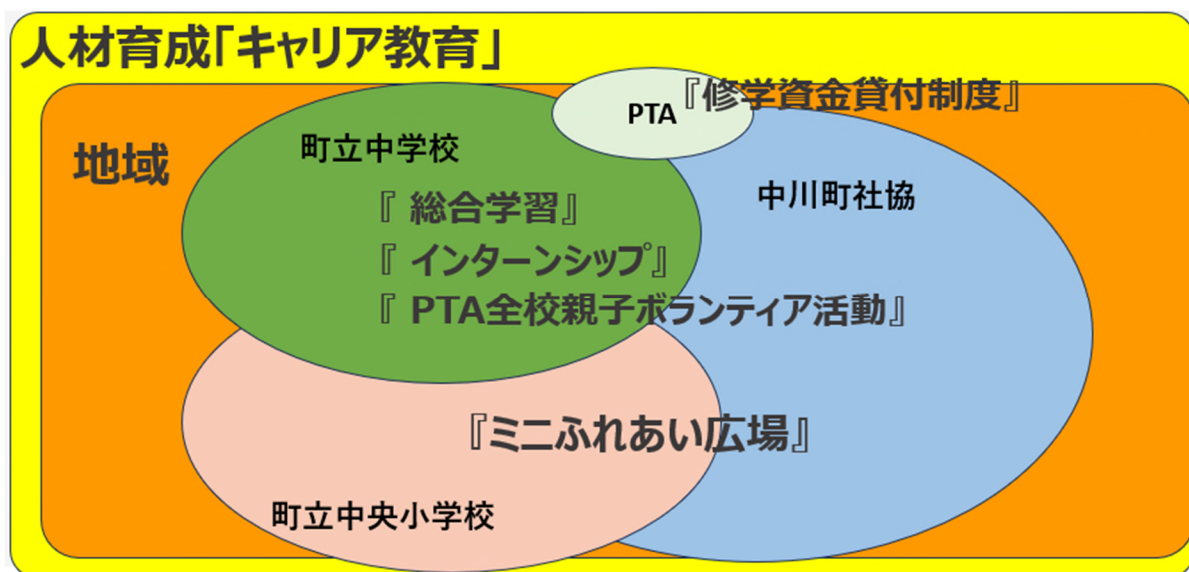 人材育成「キャリア教育」
PTA『修学資金貸付制度』
町立中学校
地域
中川町社協
『 総合学習』
『 インターンシップ』
『 PTA全校親子ボランティア活動』
『ミニふれあい広場』
町立中央小学校